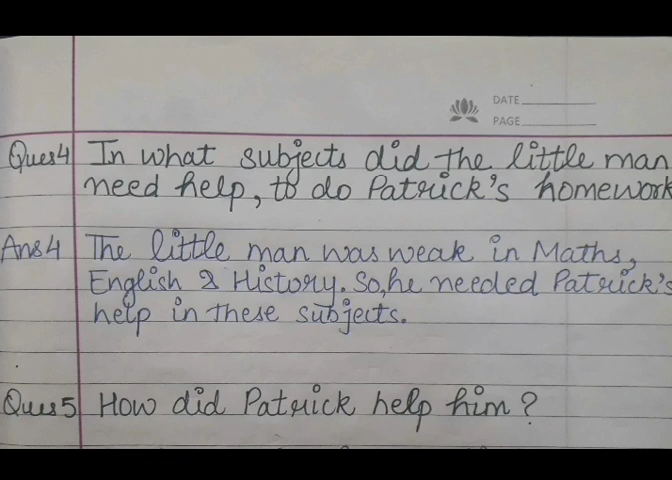 DATE
PAGE
Ques4 In what subjects did the little man
need help, to do Patrick's homework
Ans4 The little man was weak in Maths,
English & History. So, he needed Patrick's
help in these subjects.
Ques5 How did Patrick help him?